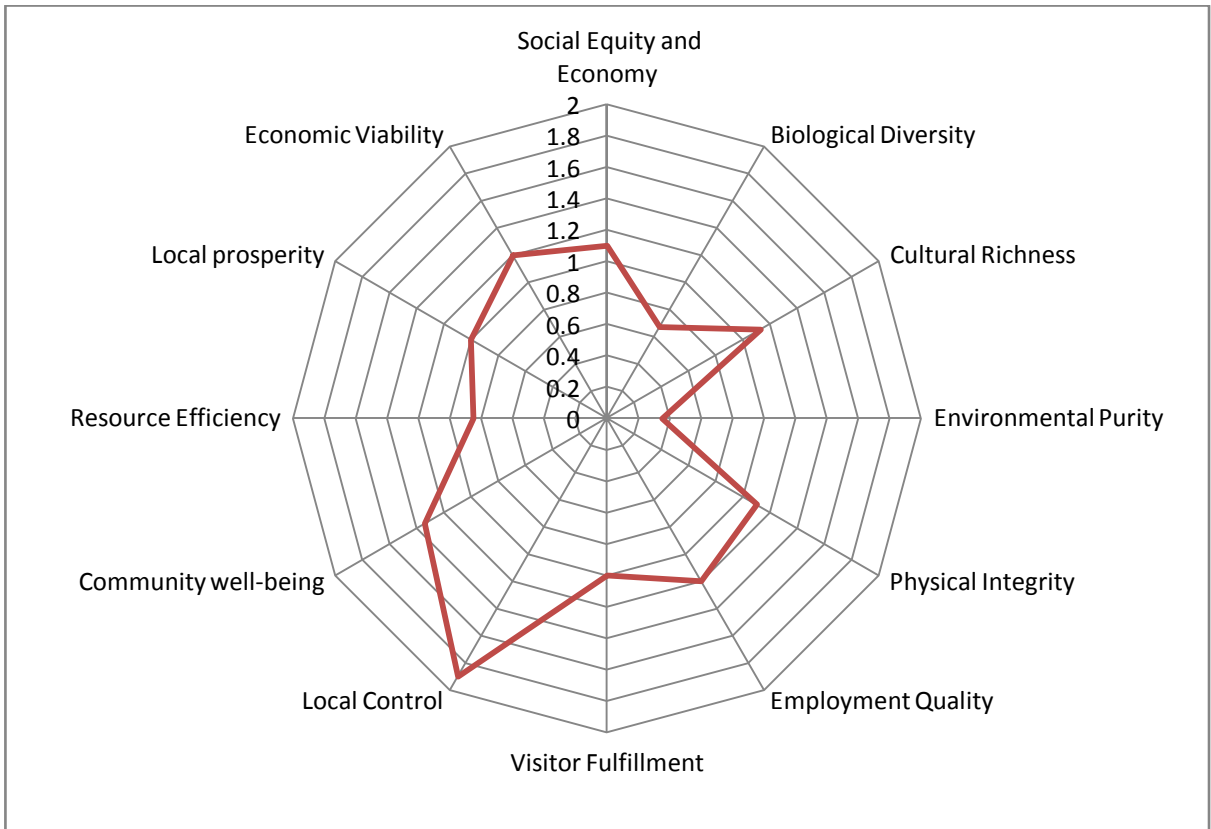 Social Equity and
Economy
Economic Viability
Biological Diversity
Local prosperity
Cultural Richness
Resource Efficiency
Environmental Purity
Community well-being
Physical Integrity
Local Control
Employment Quality
Visitor Fulfillment
2
1.8
1.6
1.4
1.2
1
0.8
0.6
0.4
0.2
0